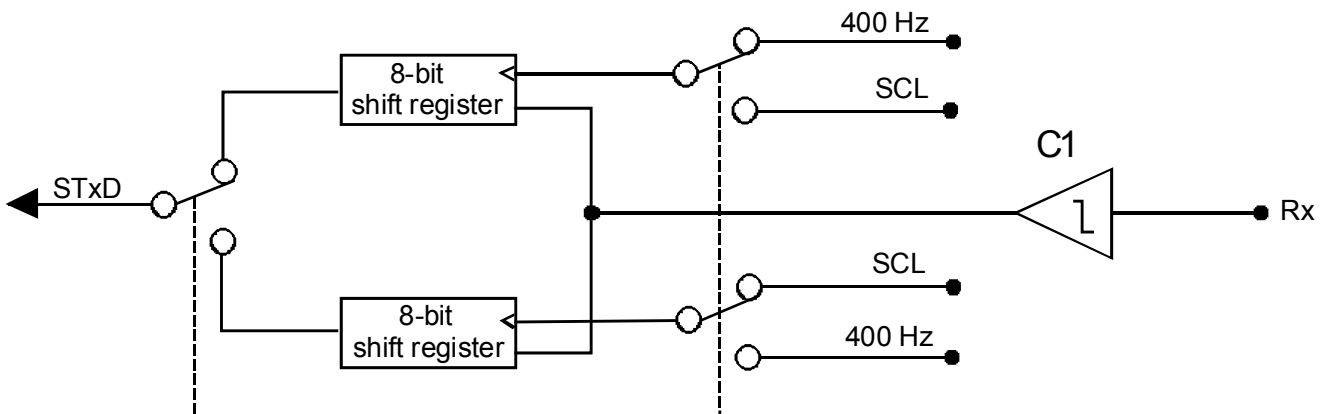 400 Hz
8-bit
shift register
SCL
C1
STxD
Rx
SCL
8-bit
shift register
400 Hz